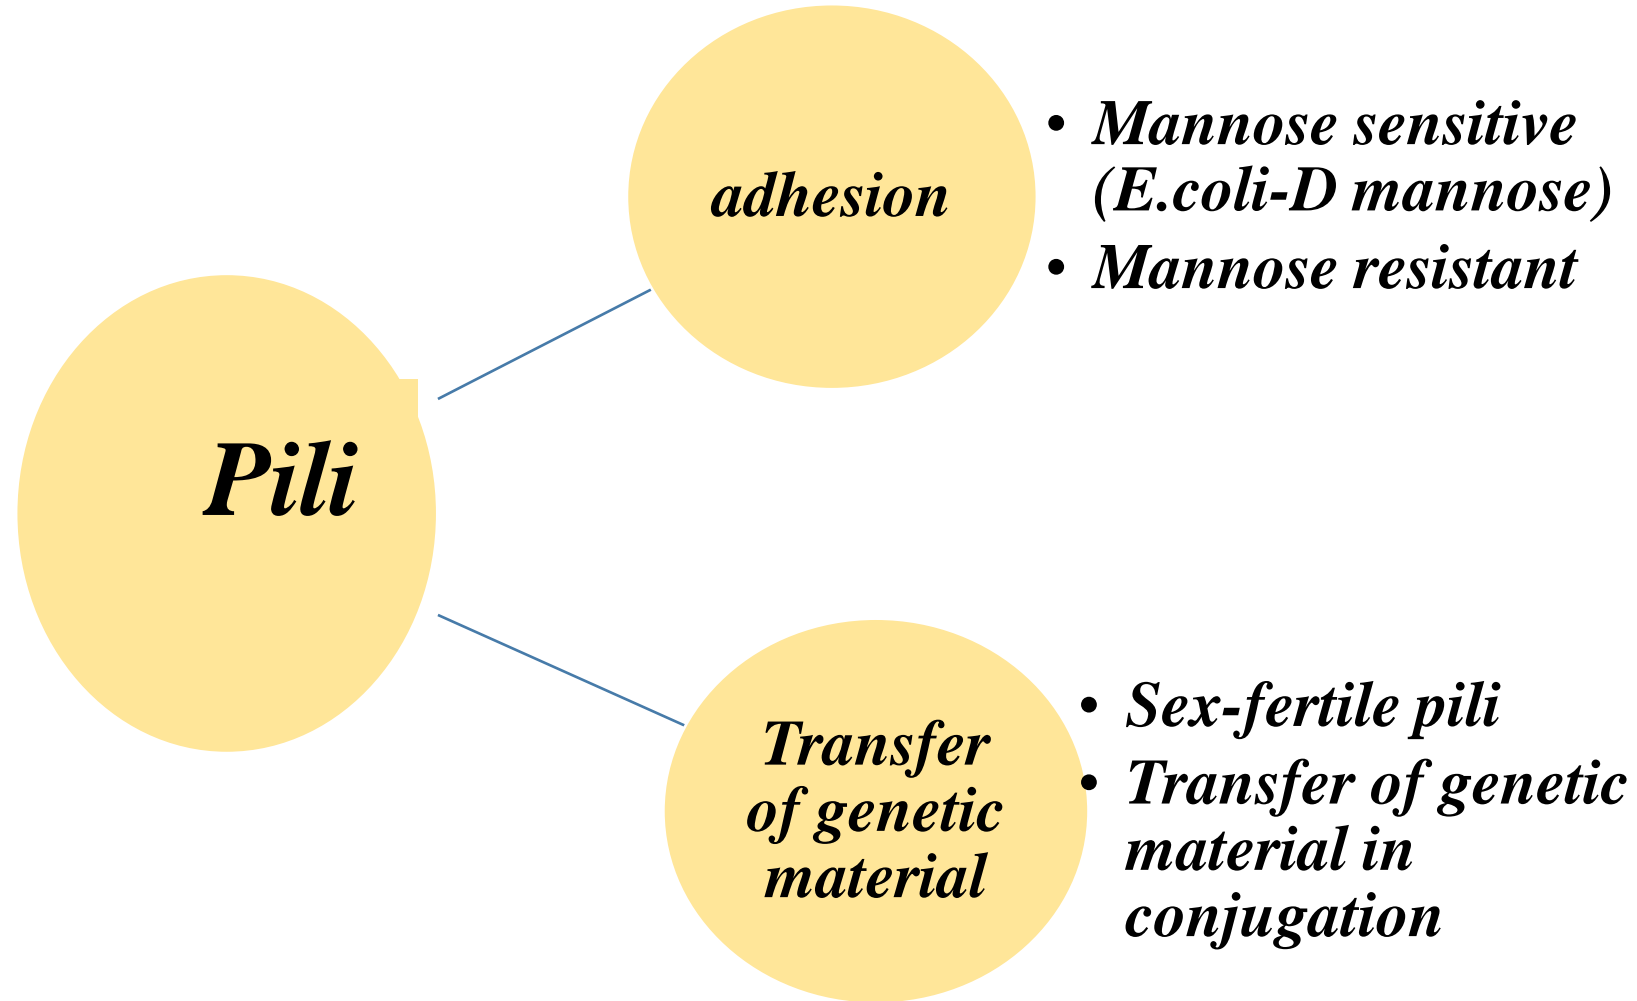 Pili
adhesion
• Mannose sensitive
(E.coli-D mannose)
• Mannose resistant
Transfer
of genetic
material
• Sex-fertile pili
• Transfer of genetic
material in
conjugation